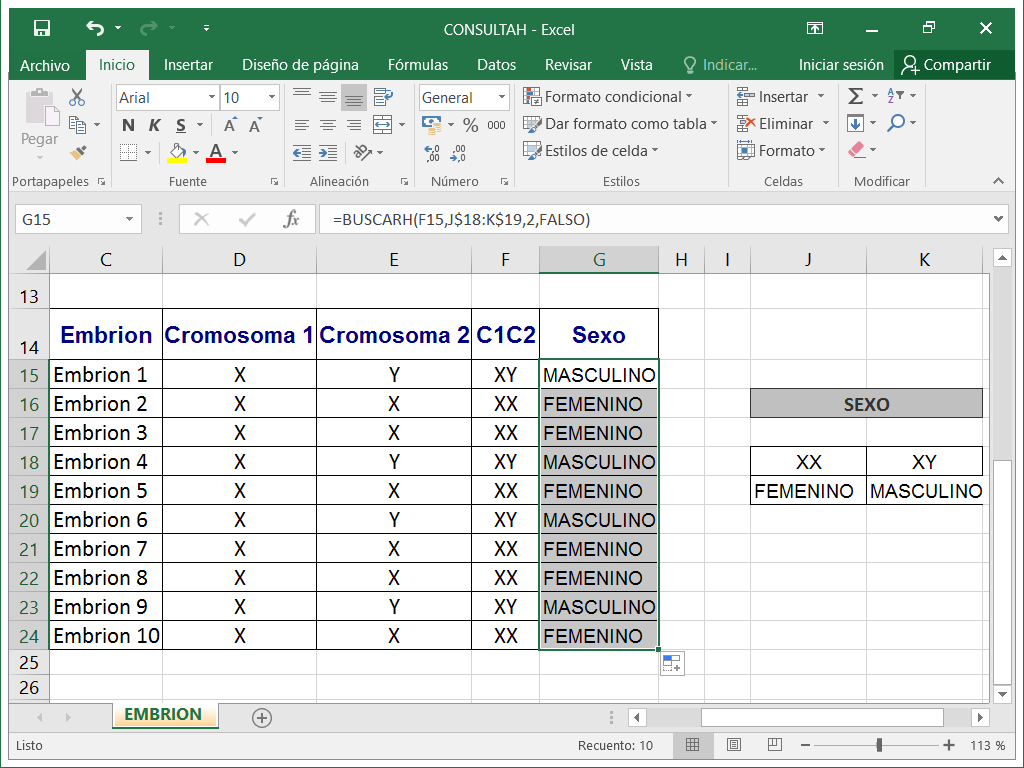 CONSULTAH - Excel
Archivo Inicio Insertar Diseño de página Fórmulas Datos Revisar Vista Indicar... Iniciar sesión Compartir
Pegar
Arial 10
General
Formato condicional
Insertar
N K S A A
% 000
Dar formato como tabla
Eliminar
A
Estilos de celda
Formato
Portapapeles Fuente Alineación Número Estilos Celdas Modificar
G15 fx =BUSCARH(F15,J$18:K$19,2,FALSO)
C D E F G H I J K
13
14 Embrion Cromosoma 1 Cromosoma 2 C1C2 Sexo
15 Embrion 1 X Y XY MASCULINO
16 Embrion 2 X X XX FEMENINO SEXO
17 Embrion 3 X X XX FEMENINO
18 Embrion 4 X Y XY MASCULINO XX XY
19 Embrion 5 X X XX FEMENINO FEMENINO MASCULINO
20 Embrion 6 X Y XY MASCULINO
21 Embrion 7 X X XX FEMENINO
22 Embrion 8 X X XX FEMENINO
23 Embrion 9 X Y XY MASCULINO
24 Embrion 10 X X XX FEMENINO
25
26
EMBRION
Listo Recuento: 10 113 %